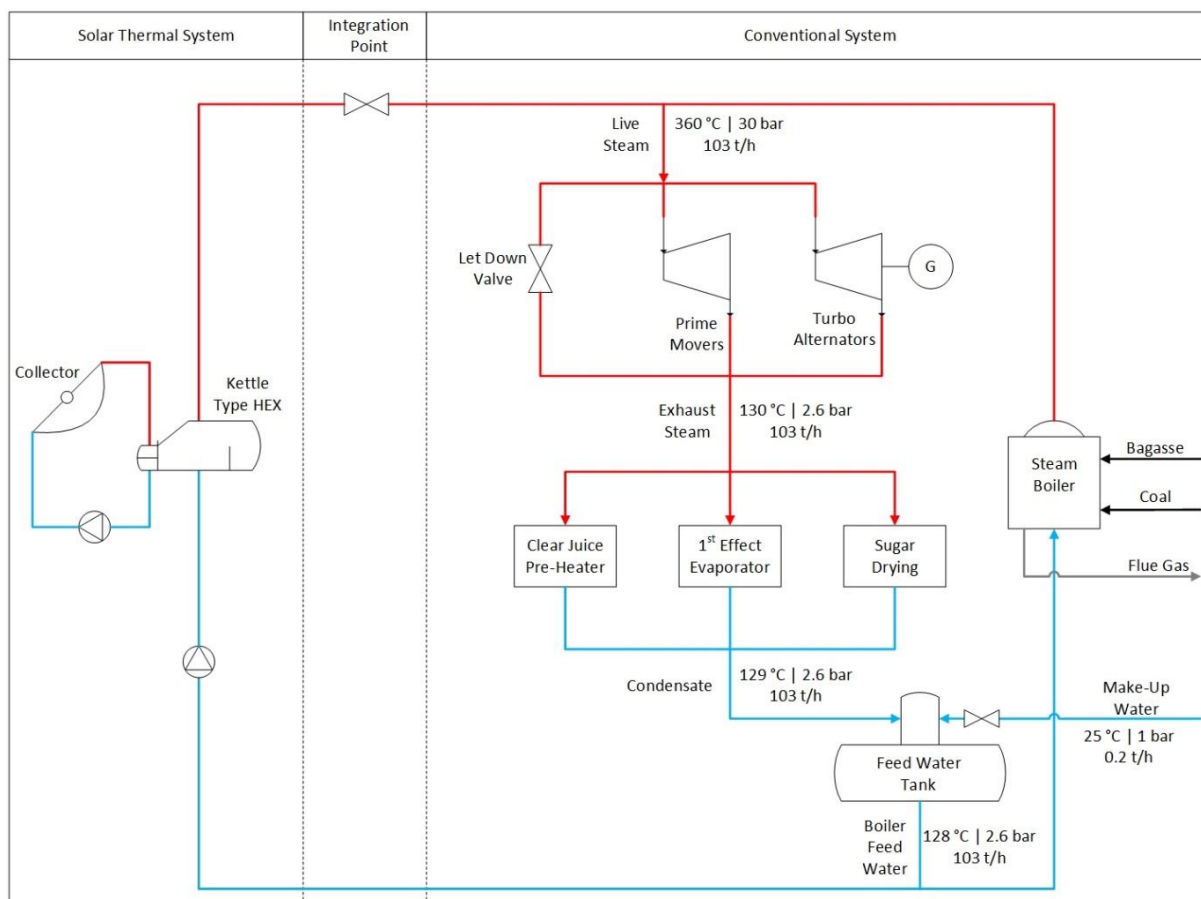 Solar Thermal System
Integration
Point
Conventional System
Live
Steam
360 °C | 30 bar
103 t/h
Let Down
Valve
G
Prime
Movers
Turbo
Alternators
Collector
Kettle
Type HEX
Exhaust
Steam
130 °C | 2.6 bar
103 t/h
Steam
Boiler
Bagasse
Coal
Flue Gas
Clear Juice
Pre-Heater
1st Effect
Evaporator
Sugar
Drying
Condensate
129 °C | 2.6 bar
103 t/h
Make-Up
Water
25 °C | 1 bar
0.2 t/h
Feed Water
Tank
Boiler
Feed
Water
128 °C | 2.6 bar
103 t/h